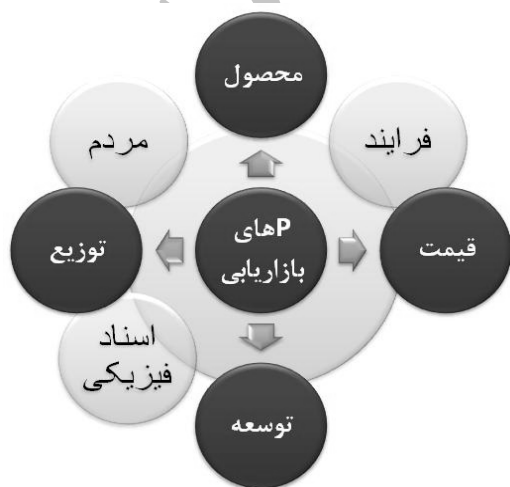 محصول
فرایند
مردم
قیمت
Pهای
بازاریابی
توزیع
اسناد
فیزیکی
توسعه